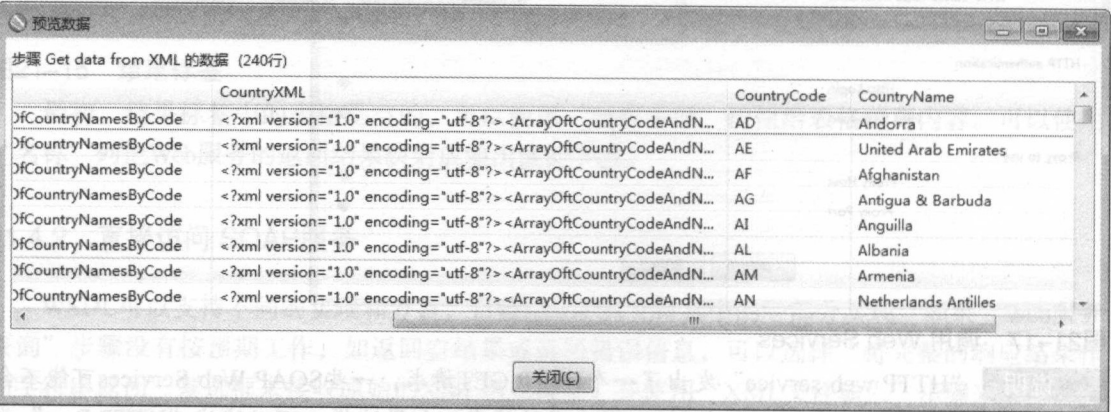 预览数据
步骤 Get data from XML 的数据 (240行)
CountryXML CountryCode CountryName
OfCountryNamesByCode <?xml version="1.0" encoding="utf-8"?> <ArrayOftCountryCodeAndN... AD Andorra
OfCountryNamesByCode <?xml version="1.0" encoding="utf-8"?> <ArrayOftCountryCodeAndN... AE United Arab Emirates
OfCountryNamesByCode <?xml version="1.0" encoding="utf-8"?> <ArrayOftCountryCodeAndN... AF Afghanistan
OfCountryNamesByCode <?xml version="1.0" encoding="utf-8"?> <ArrayOftCountryCodeAndN... AG Antigua & Barbuda
OfCountryNamesByCode <?xml version="1.0" encoding="utf-8"?> <ArrayOftCountryCodeAndN... AI Anguilla
OfCountryNamesByCode <?xml version="1.0" encoding="utf-8"?> <ArrayOftCountryCodeAndN... AL Albania
OfCountryNamesByCode <?xml version="1.0" encoding="utf-8"?> <ArrayOftCountryCodeAndN... AM Armenia
OfCountryNamesByCode <?xml version="1.0" encoding="utf-8"?> <ArrayOftCountryCodeAndN... AN Netherlands Antilles
关闭(C)